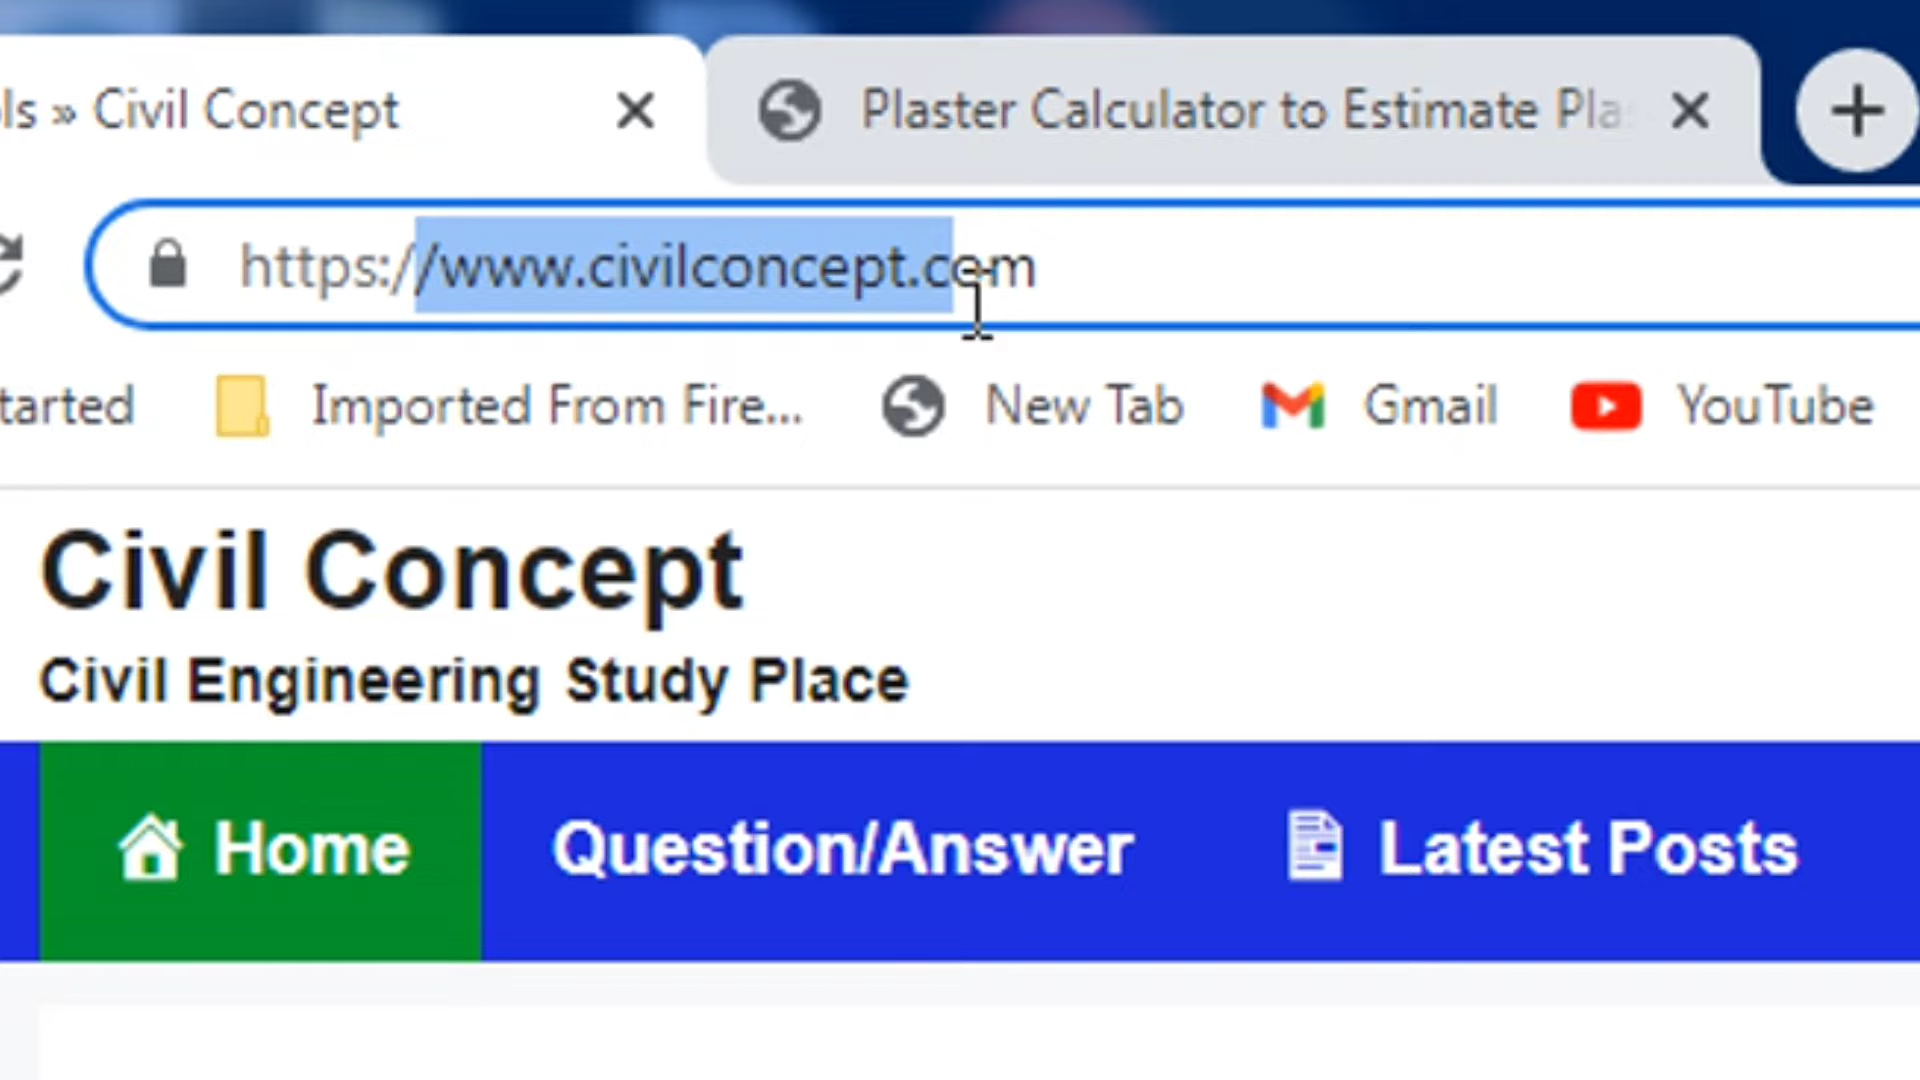 ls » Civil Concept
Plaster Calculator to Estimate Pla
https://www.civilconcept.com
tarted
Imported From Fire...
New Tab
Gmail
YouTube
Civil Concept
Civil Engineering Study Place
Home
Question/Answer
Latest Posts